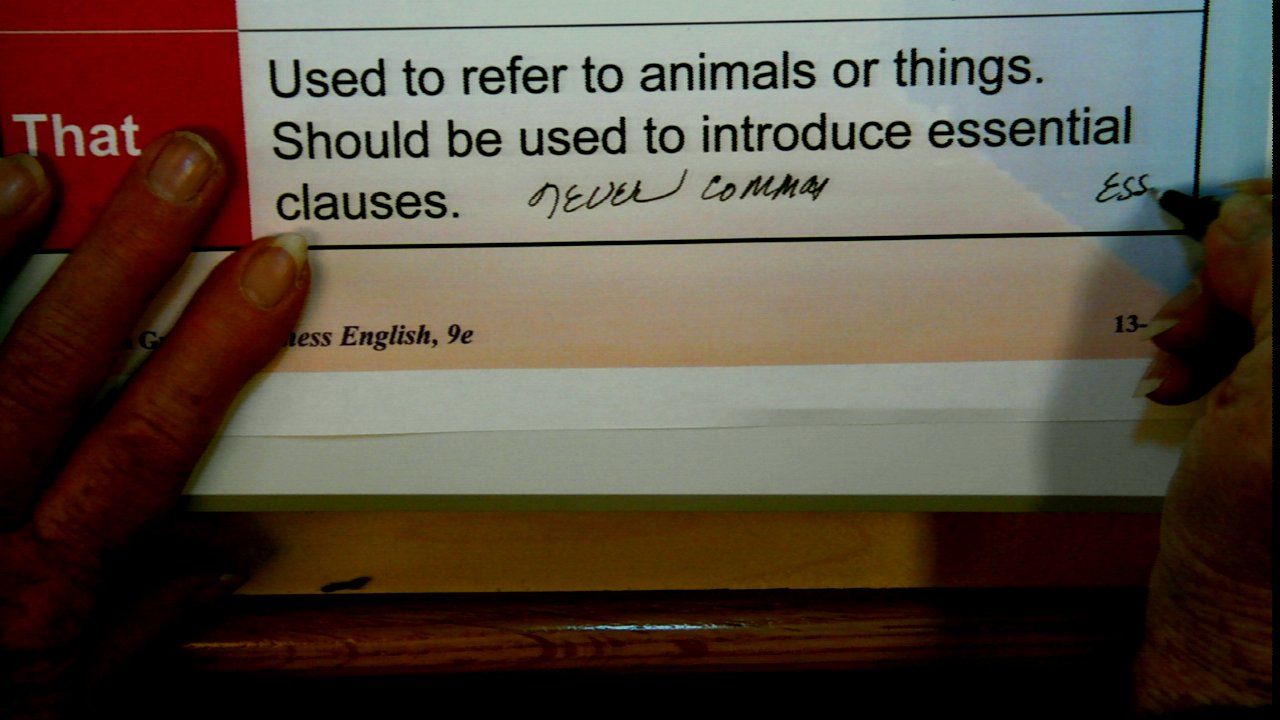 That
Used to refer to animals or things.
Should be used to introduce essential
clauses. never commas
Ess
ness English, 9e
13-